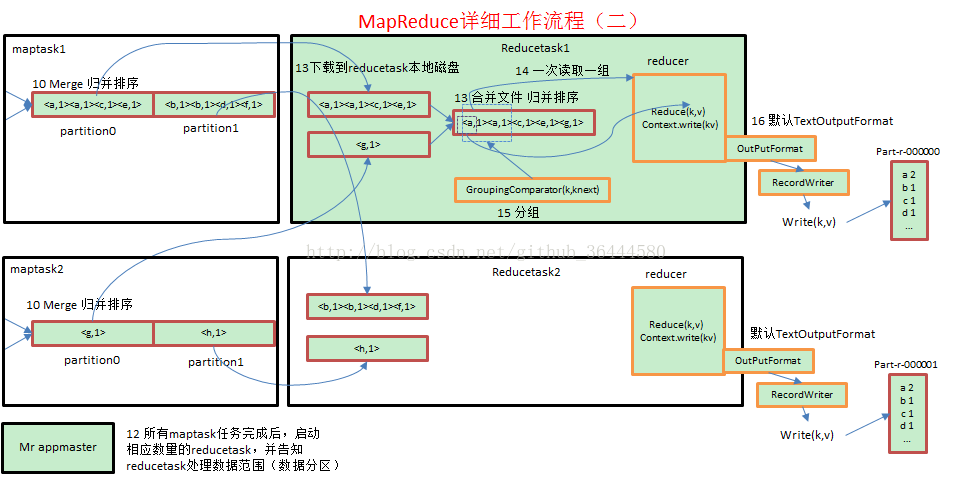 MapReduce详细工作流程（二）
maptask1
10 Merge 归并排序
<a,1><a,1><c,1><e,1>
<b,1><b,1><d,1><f,1>
partition0
partition1
Reducetask1
13下载到reducetask本地磁盘
<a,1><a,1><c,1><e,1>
<g,1>
13 合并文件 归并排序
<a,1><a,1><c,1><e,1><g,1>
14 一次读取一组
GroupingComparator(k,knext)
15 分组
reducer
Reduce(k,v)
Context.write(kv)
16 默认TextOutputFormat
OutPutFormat
RecordWriter
Write(k,v)
Part-r-000000
a 2
b 1
c 1
d 1
...
http://blog.csdn.net/github_36444580
maptask2
10 Merge 归并排序
<g,1>
<h,1>
partition0
partition1
Reducetask2
<b,1><b,1><d,1><f,1>
<h,1>
reducer
Reduce(k,v)
Context.write(kv)
默认TextOutputFormat
OutPutFormat
RecordWriter
Write(k,v)
Part-r-000001
a 2
b 1
c 1
d 1
...
Mr appmaster
12 所有maptask任务完成后，启动
相应数量的reducetask，并告知
reducetask处理数据范围（数据分区）